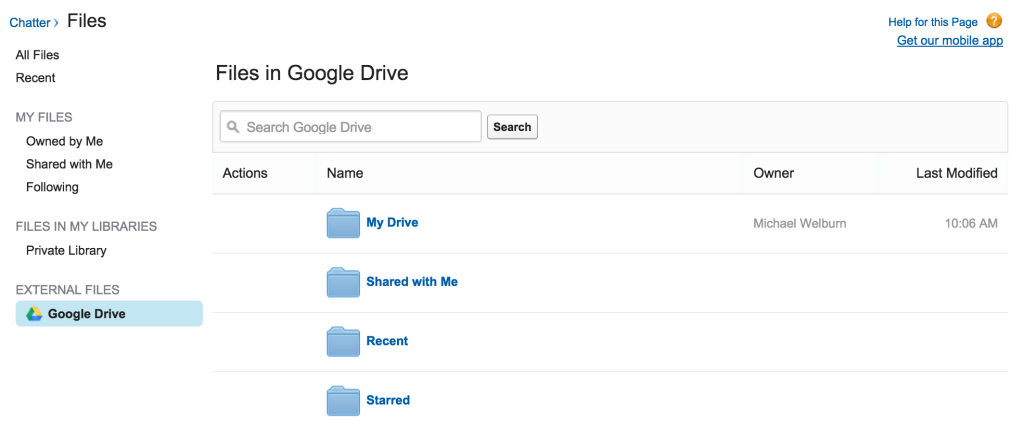 Chatter › Files
Help for this Page ?
Get our mobile app
All Files
Recent
MY FILES
Owned by Me
Shared with Me
Following
FILES IN MY LIBRARIES
Private Library
EXTERNAL FILES
Google Drive
Files in Google Drive
Search Google Drive Search
Actions Name Owner Last Modified
My Drive Michael Welburn 10:06 AM
Shared with Me
Recent
Starred